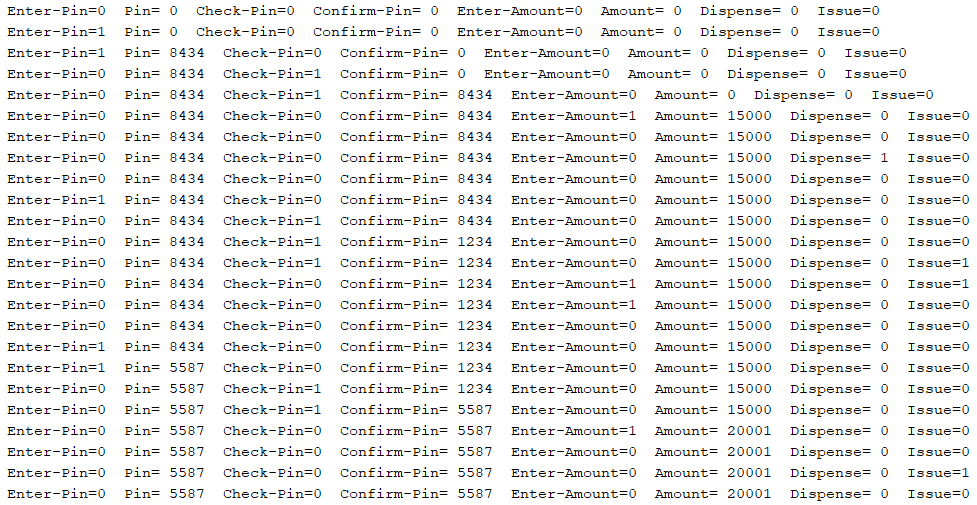 Enter-Pin=0  Pin= 0  Check-Pin=0  Confirm-Pin= 0  Enter-Amount=0  Amount= 0  Dispense= 0  Issue=0
Enter-Pin=1  Pin= 0  Check-Pin=0  Confirm-Pin= 0  Enter-Amount=0  Amount= 0  Dispense= 0  Issue=0
Enter-Pin=1  Pin= 8434  Check-Pin=0  Confirm-Pin= 0  Enter-Amount=0  Amount= 0  Dispense= 0  Issue=0
Enter-Pin=0  Pin= 8434  Check-Pin=1  Confirm-Pin= 0  Enter-Amount=0  Amount= 0  Dispense= 0  Issue=0
Enter-Pin=0  Pin= 8434  Check-Pin=1  Confirm-Pin= 8434  Enter-Amount=0  Amount= 0  Dispense= 0  Issue=0
Enter-Pin=0  Pin= 8434  Check-Pin=0  Confirm-Pin= 8434  Enter-Amount=1  Amount= 15000  Dispense= 0  Issue=0
Enter-Pin=0  Pin= 8434  Check-Pin=0  Confirm-Pin= 8434  Enter-Amount=0  Amount= 15000  Dispense= 0  Issue=0
Enter-Pin=0  Pin= 8434  Check-Pin=0  Confirm-Pin= 8434  Enter-Amount=0  Amount= 15000  Dispense= 1  Issue=0
Enter-Pin=0  Pin= 8434  Check-Pin=0  Confirm-Pin= 8434  Enter-Amount=0  Amount= 15000  Dispense= 0  Issue=0
Enter-Pin=1  Pin= 8434  Check-Pin=0  Confirm-Pin= 8434  Enter-Amount=0  Amount= 15000  Dispense= 0  Issue=0
Enter-Pin=0  Pin= 8434  Check-Pin=1  Confirm-Pin= 8434  Enter-Amount=0  Amount= 15000  Dispense= 0  Issue=0
Enter-Pin=0  Pin= 8434  Check-Pin=1  Confirm-Pin= 1234  Enter-Amount=0  Amount= 15000  Dispense= 0  Issue=0
Enter-Pin=0  Pin= 8434  Check-Pin=1  Confirm-Pin= 1234  Enter-Amount=0  Amount= 15000  Dispense= 0  Issue=1
Enter-Pin=0  Pin= 8434  Check-Pin=0  Confirm-Pin= 1234  Enter-Amount=1  Amount= 15000  Dispense= 0  Issue=1
Enter-Pin=0  Pin= 8434  Check-Pin=0  Confirm-Pin= 1234  Enter-Amount=1  Amount= 15000  Dispense= 0  Issue=0
Enter-Pin=0  Pin= 8434  Check-Pin=0  Confirm-Pin= 1234  Enter-Amount=0  Amount= 15000  Dispense= 0  Issue=0
Enter-Pin=1  Pin= 8434  Check-Pin=0  Confirm-Pin= 1234  Enter-Amount=0  Amount= 15000  Dispense= 0  Issue=0
Enter-Pin=1  Pin= 5587  Check-Pin=0  Confirm-Pin= 1234  Enter-Amount=0  Amount= 15000  Dispense= 0  Issue=0
Enter-Pin=0  Pin= 5587  Check-Pin=1  Confirm-Pin= 1234  Enter-Amount=0  Amount= 15000  Dispense= 0  Issue=0
Enter-Pin=0  Pin= 5587  Check-Pin=1  Confirm-Pin= 5587  Enter-Amount=0  Amount= 15000  Dispense= 0  Issue=0
Enter-Pin=0  Pin= 5587  Check-Pin=0  Confirm-Pin= 5587  Enter-Amount=1  Amount= 20001  Dispense= 0  Issue=0
Enter-Pin=0  Pin= 5587  Check-Pin=0  Confirm-Pin= 5587  Enter-Amount=0  Amount= 20001  Dispense= 0  Issue=0
Enter-Pin=0  Pin= 5587  Check-Pin=0  Confirm-Pin= 5587  Enter-Amount=0  Amount= 20001  Dispense= 0  Issue=1
Enter-Pin=0  Pin= 5587  Check-Pin=0  Confirm-Pin= 5587  Enter-Amount=0  Amount= 20001  Dispense= 0  Issue=0